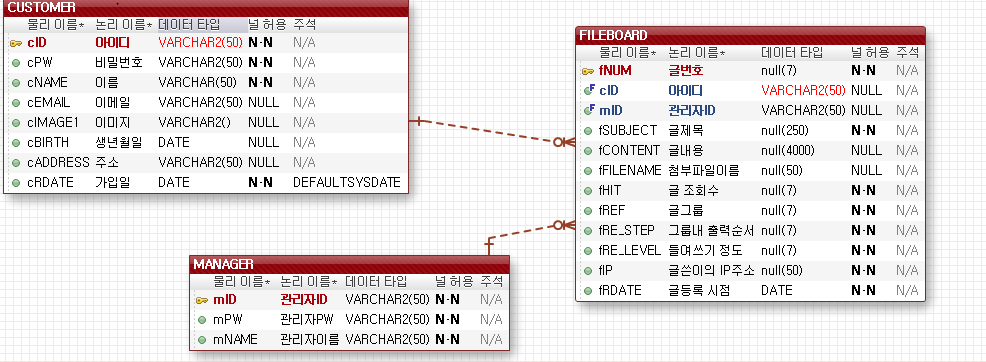 CUSTOMER
물리 이름* 논리 이름* 데이터 타입 널 허용 주석
cID 아이디 VARCHAR2(50) N-N N/A
cPW 비밀번호 VARCHAR2(50) N-N N/A
cNAME 이름 VARCHAR(50) N-N N/A
cEMAIL 이메일 VARCHAR2(50) NULL N/A
cIMAGE1 이미지 VARCHAR2() NULL N/A
cBIRTH 생년월일 DATE NULL N/A
cADDRESS 주소 VARCHAR2(50) NULL N/A
cRDATE 가입일 DATE N-N DEFAULTSYSDATE
FILEBOARD
물리 이름* 논리 이름* 데이터 타입 널 허용 주석
fNUM 글번호 null(7) N-N N/A
cID 아이디 VARCHAR2(50) NULL N/A
mID 관리자ID VARCHAR2(50) NULL N/A
fSUBJECT 글제목 null(250) N-N N/A
fCONTENT 글내용 null(4000) NULL N/A
fFILENAME 첨부파일이름 null(50) NULL N/A
fHIT 글 조회수 null(7) N-N N/A
fREF 글그룹 null(7) N-N N/A
fRE_STEP 그룹내 출력순서 null(7) N-N N/A
fRE_LEVEL 들여쓰기 정도 null(7) N-N N/A
fIP 글쓴이의 IP주소 null(50) N-N N/A
fRDATE 글등록 시점 DATE N-N N/A
MANAGER
물리 이름* 논리 이름* 데이터 타입 널 허용 주석
mID 관리자ID VARCHAR2(50) N-N N/A
mPW 관리자PW VARCHAR2(50) N-N N/A
mNAME 관리자이름 VARCHAR2(50) N-N N/A